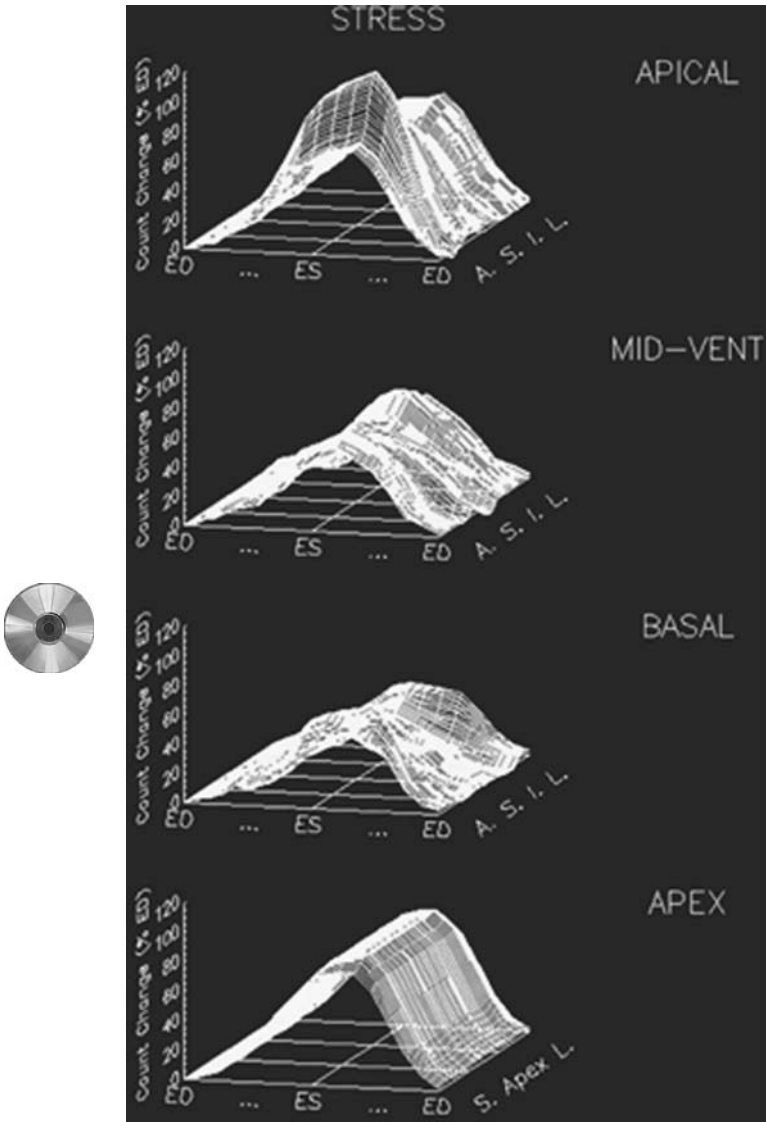 STRESS
APICAL
Count Change (% ED)
120
100
80
60
40
20
0
ED ... ES ... ED
A. S. I. L.
MID-VENT
Count Change (% ED)
120
100
80
60
40
20
0
ED ... ES ... ED
A. S. I. L.
BASAL
Count Change (% ED)
120
100
80
60
40
20
0
ED ... ES ... ED
A. S. I. L.
APEX
Count Change (% ED)
120
100
80
60
40
20
0
ED ... ES ... ED
S. Apex L.